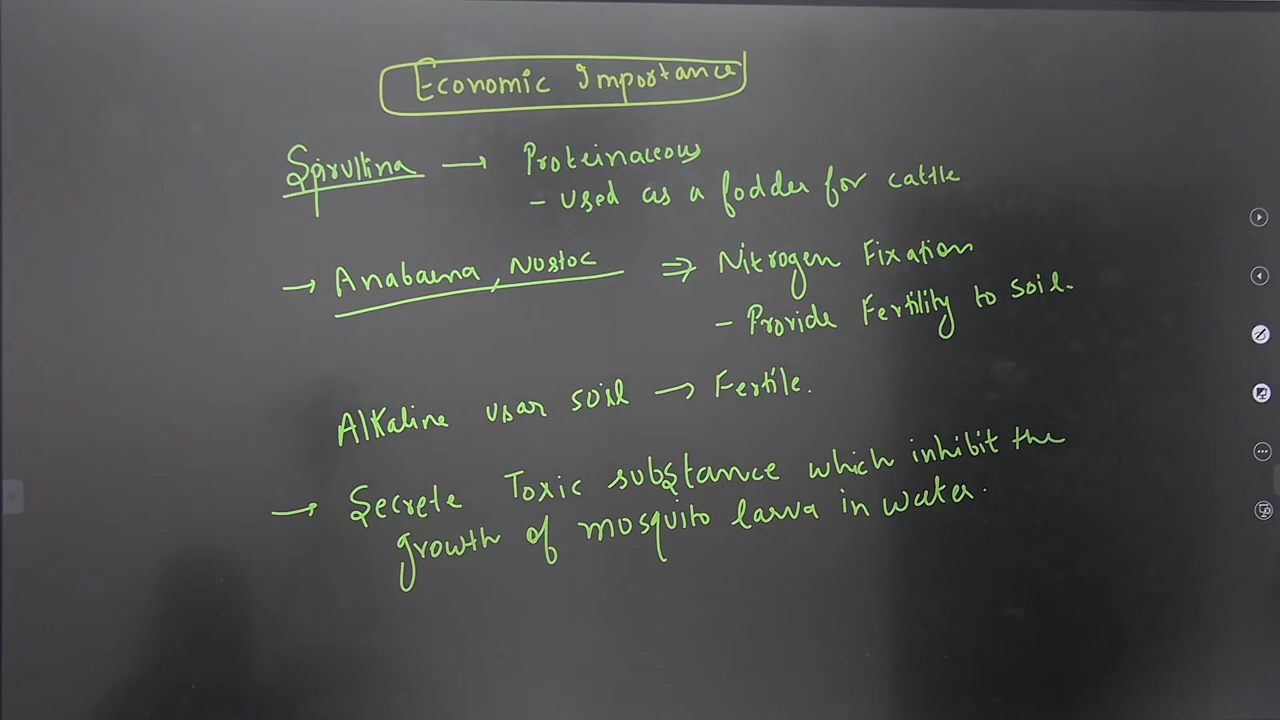 Economic Importance
Spirullina → Proteinaceous
- used as a fodder for cattle
→ Anabaena, Nostoc ⇒ Nitrogen Fixation
- Provide Fertility to soil.
Alkaline usar soil → Fertile.
→ Secrete Toxic substance which inhibit the
growth of mosquito larva in water.